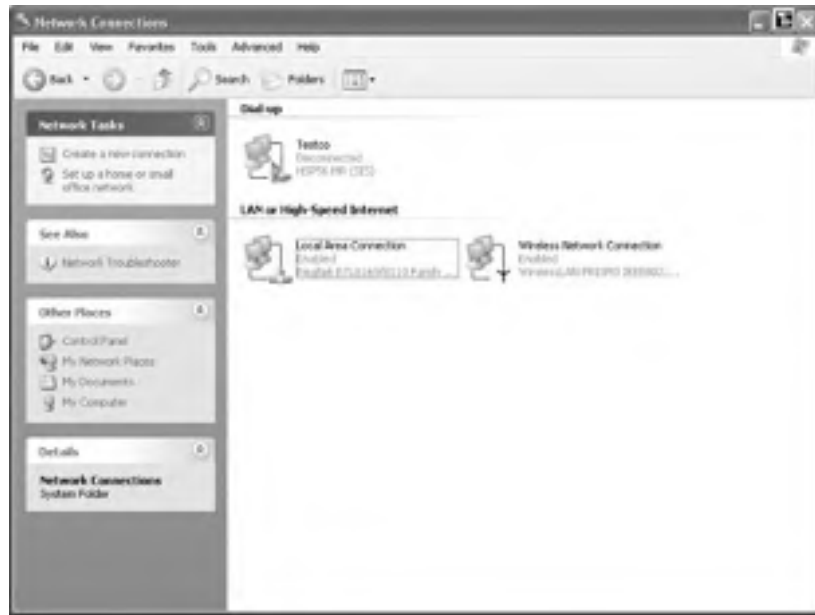 Network Connections
File Edit View Favorites Tools Advanced Help
Back Search Folders
Network Tasks
Create a new connection
Set up a home or small
office network
See Also
Network Troubleshooter
Other Places
Control Panel
My Network Places
My Documents
My Computer
Details
Network Connections
System Folder
Dial-up
Testco
Disconnected
LAN or High-Speed Internet
Local Area Connection
Enabled
Realtek Family ...
Wireless Network Connection
Enabled